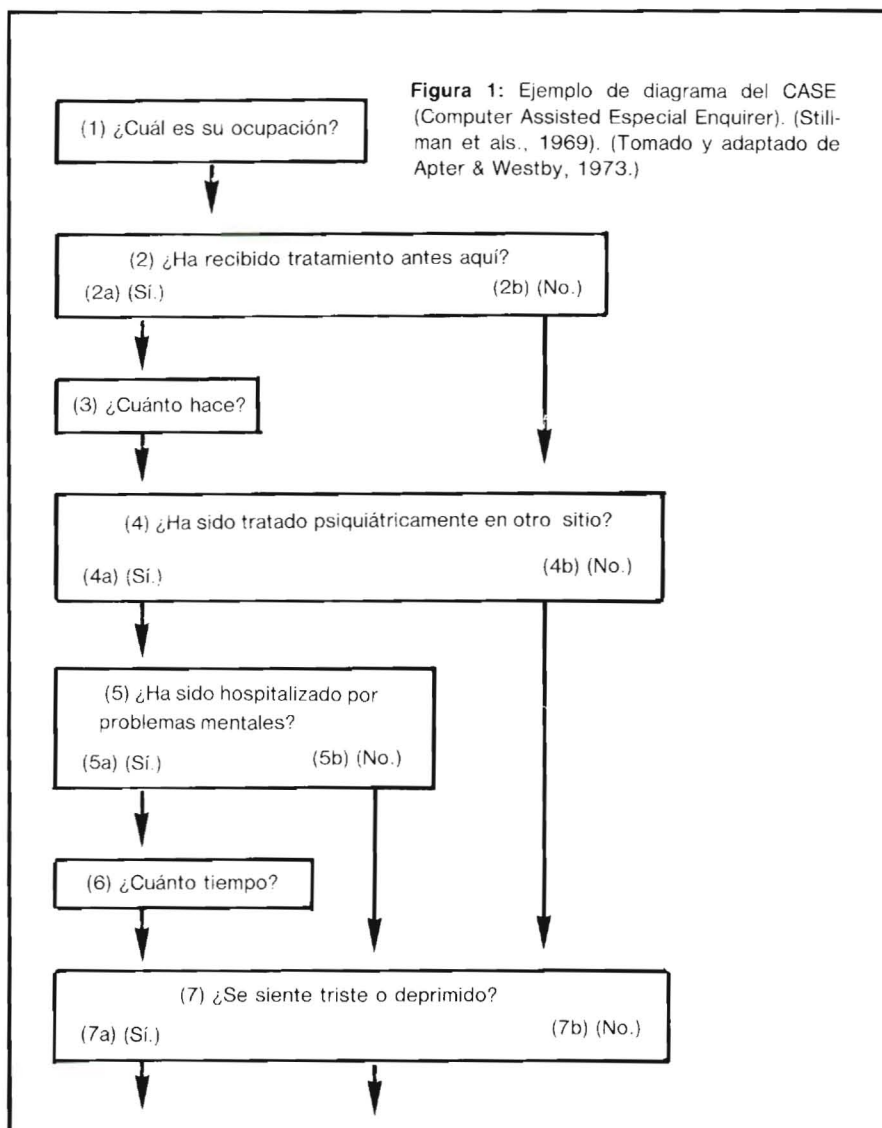 Figura 1: Ejemplo de diagrama del CASE
(Computer Assisted Especial Enquirer). (Stili-
man et als., 1969). (Tomado y adaptado de
Apter & Westby, 1973.)
(1) ¿Cuál es su ocupación?
(2) ¿Ha recibido tratamiento antes aquí?
(2a) (Sí.) (2b) (No.)
(3) ¿Cuánto hace?
(4) ¿Ha sido tratado psiquiátricamente en otro sitio?
(4a) (Sí.) (4b) (No.)
(5) ¿Ha sido hospitalizado por
problemas mentales?
(5a) (Sí.) (5b) (No.)
(6) ¿Cuánto tiempo?
(7) ¿Se siente triste o deprimido?
(7a) (Sí.) (7b) (No.)